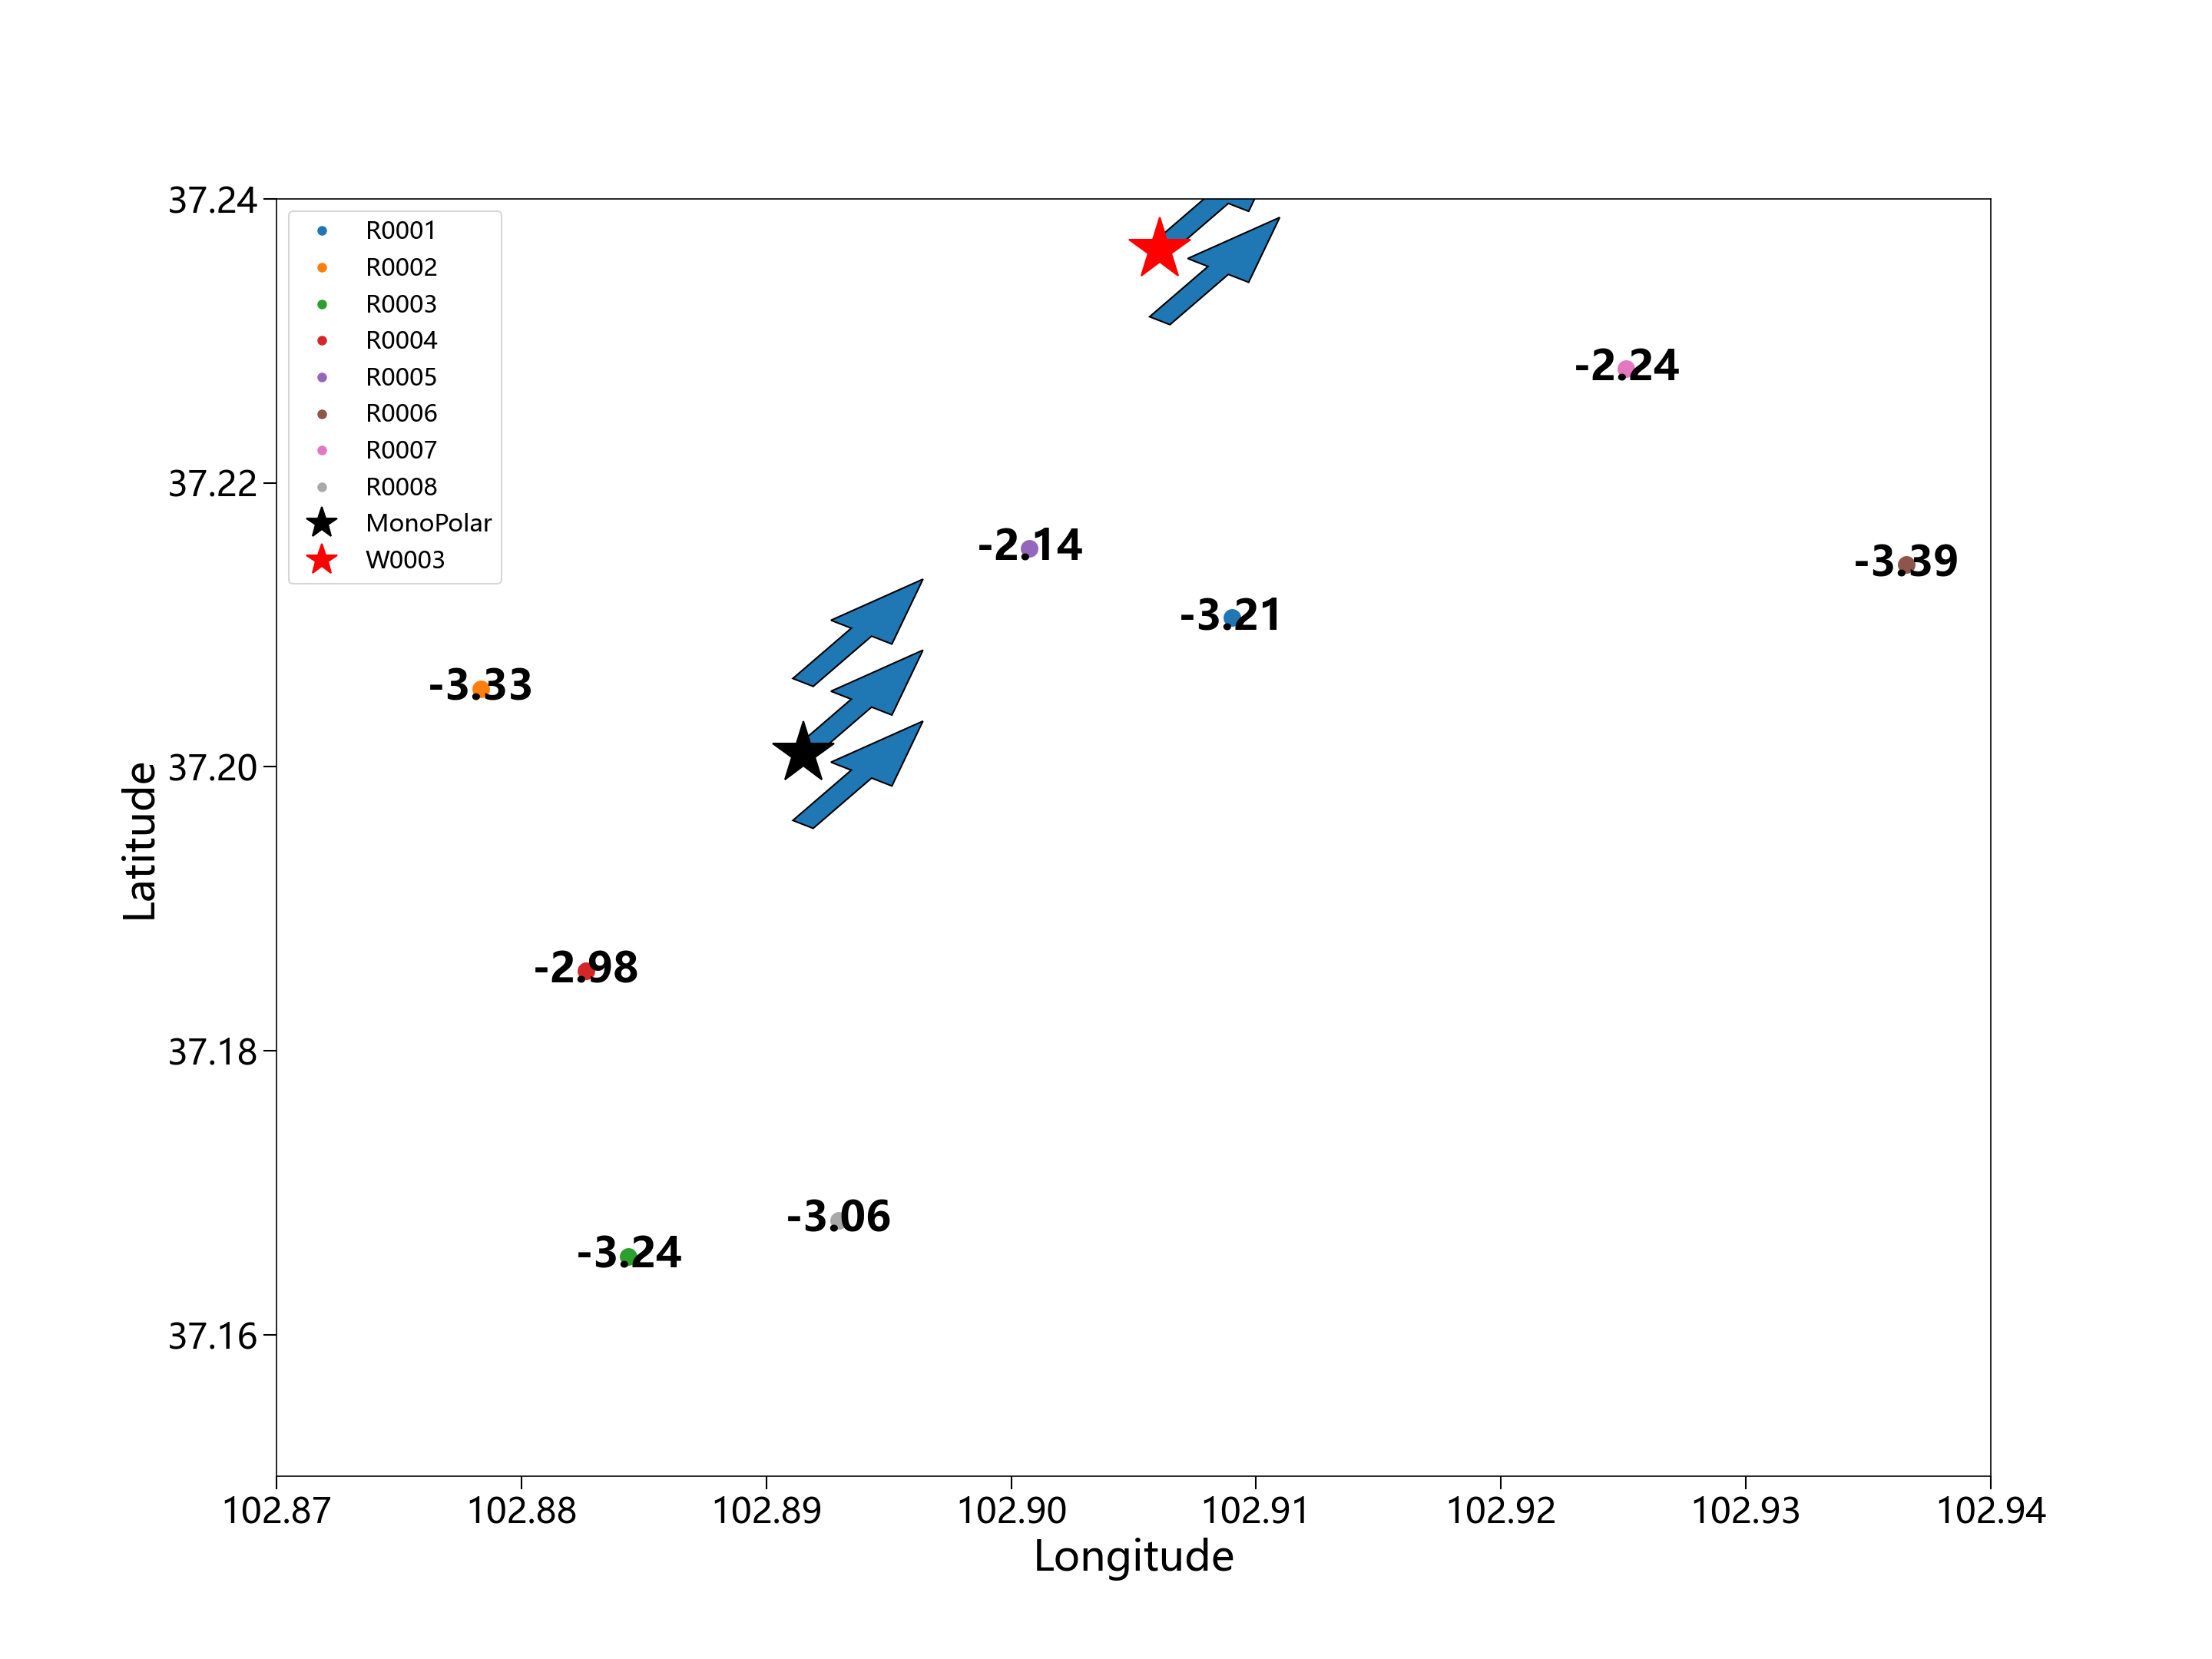 37.24
R0001
R0002
R0003
R0004
R0005
R0006
R0007
R0008
MonoPolar
W0003
-2.24
37.22
-2.14
-3.39
-3.21
-3.33
37.20
Latitude
-2.98
37.18
-3.06
-3.24
37.16
102.87 102.88 102.89 102.90 102.91 102.92 102.93 102.94
Longitude